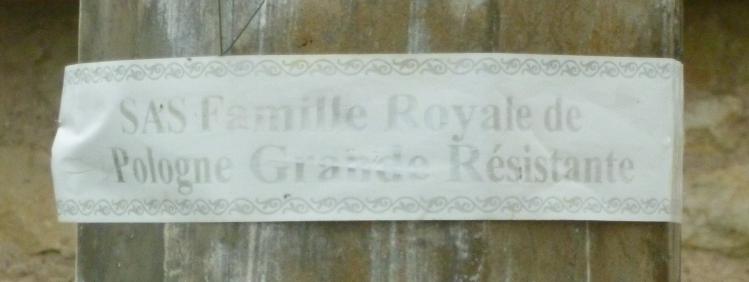 SAS Famille Royale de
Pologne Grande Résistante